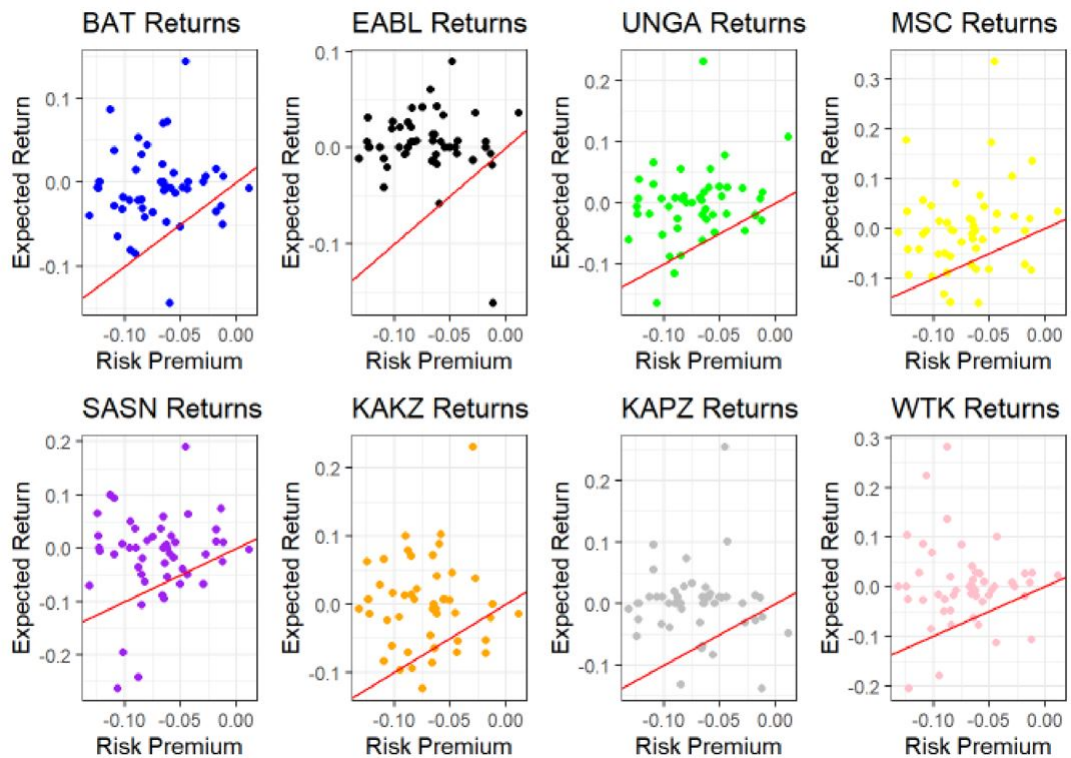 BAT Returns
EABL Returns
UNGA Returns
MSC Returns
Expected Return
0.1
0.0
-0.1
-0.10 -0.05 0.00
Risk Premium
Expected Return
0.1
0.0
-0.1
-0.10 -0.05 0.00
Risk Premium
Expected Return
0.2
0.1
0.0
-0.1
-0.10 -0.05 0.00
Risk Premium
Expected Return
0.3
0.2
0.1
0.0
-0.1
-0.10 -0.05 0.00
Risk Premium
SASN Returns
KAKZ Returns
KAPZ Returns
WTK Returns
Expected Return
0.2
0.1
0.0
-0.1
-0.2
-0.10 -0.05 0.00
Risk Premium
Expected Return
0.2
0.1
0.0
-0.1
-0.10 -0.05 0.00
Risk Premium
Expected Return
0.2
0.1
0.0
-0.1
-0.10 -0.05 0.00
Risk Premium
Expected Return
0.3
0.2
0.1
0.0
-0.1
-0.2
-0.10 -0.05 0.00
Risk Premium